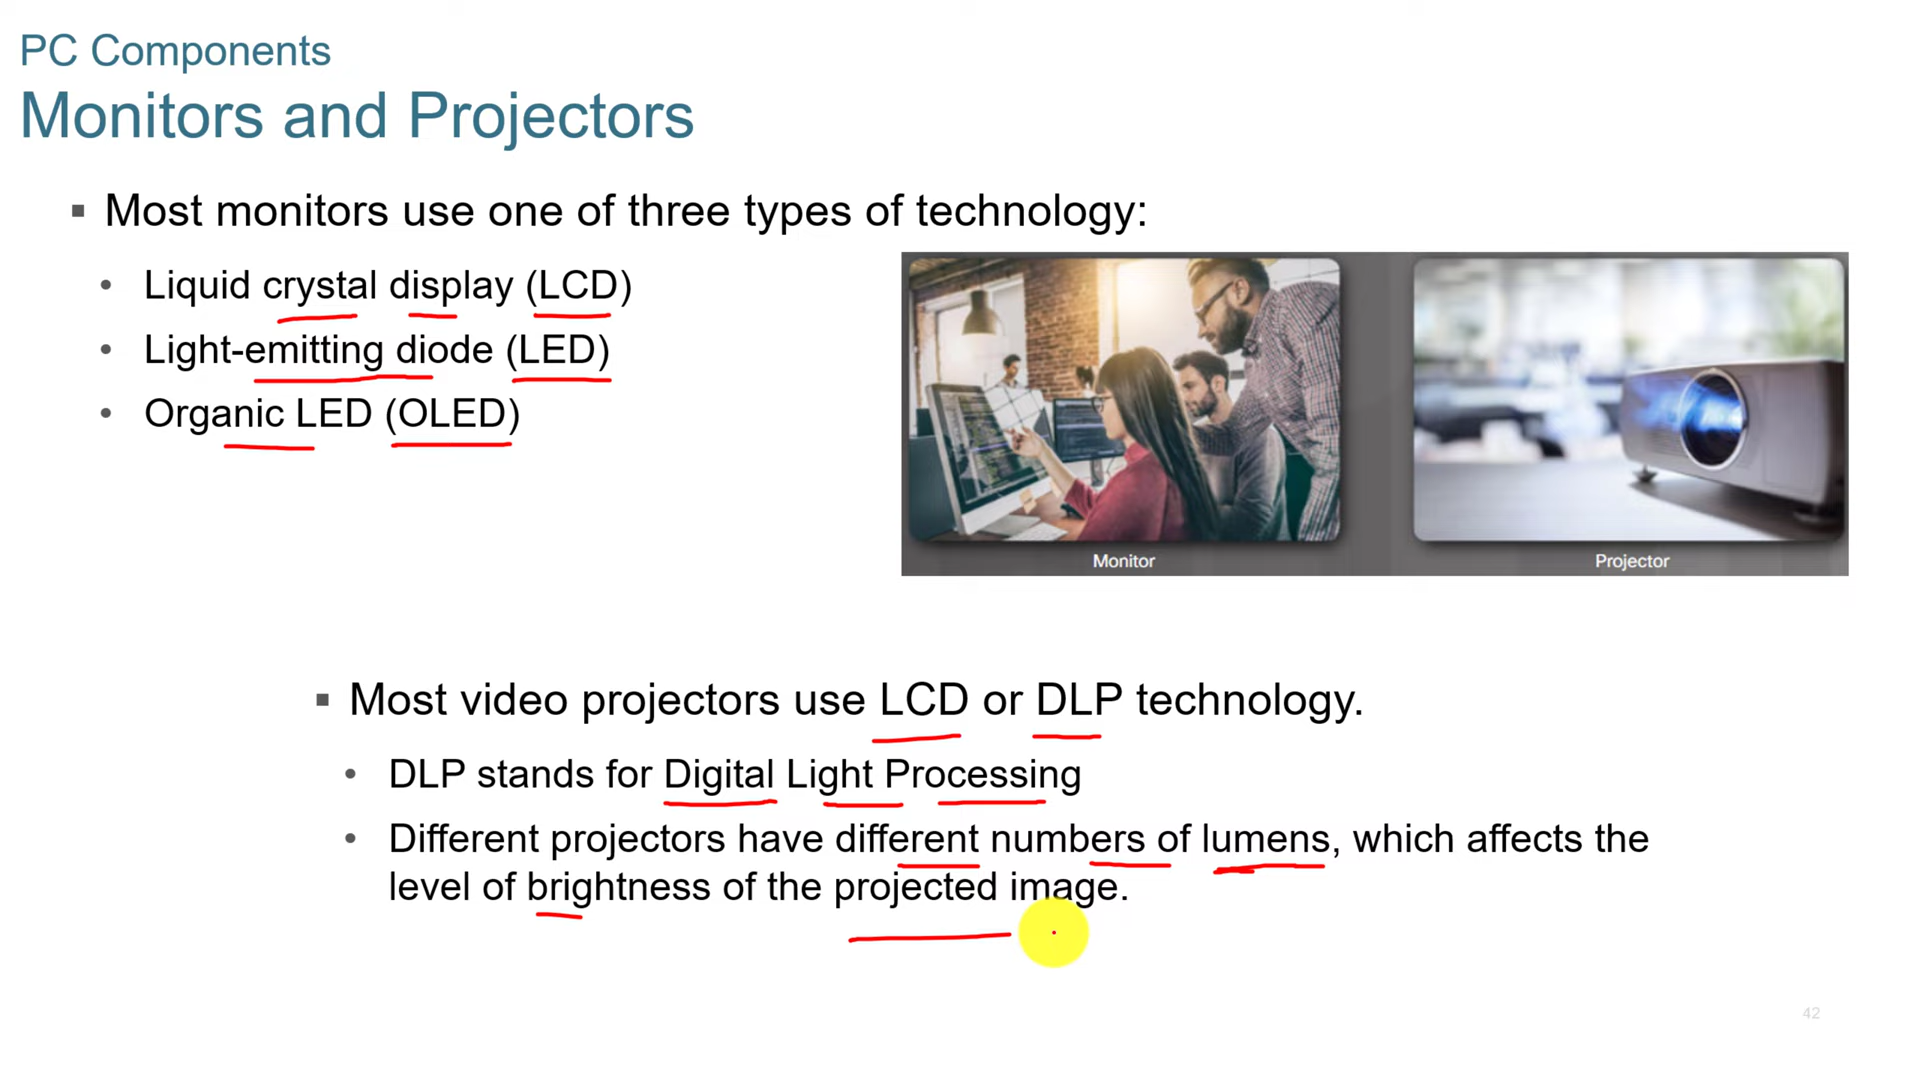 PC Components
Monitors and Projectors
▪ Most monitors use one of three types of technology:
• Liquid crystal display (LCD)
• Light-emitting diode (LED)
• Organic LED (OLED)
Monitor
Projector
▪ Most video projectors use LCD or DLP technology.
• DLP stands for Digital Light Processing
• Different projectors have different numbers of lumens, which affects the
level of brightness of the projected image.
42